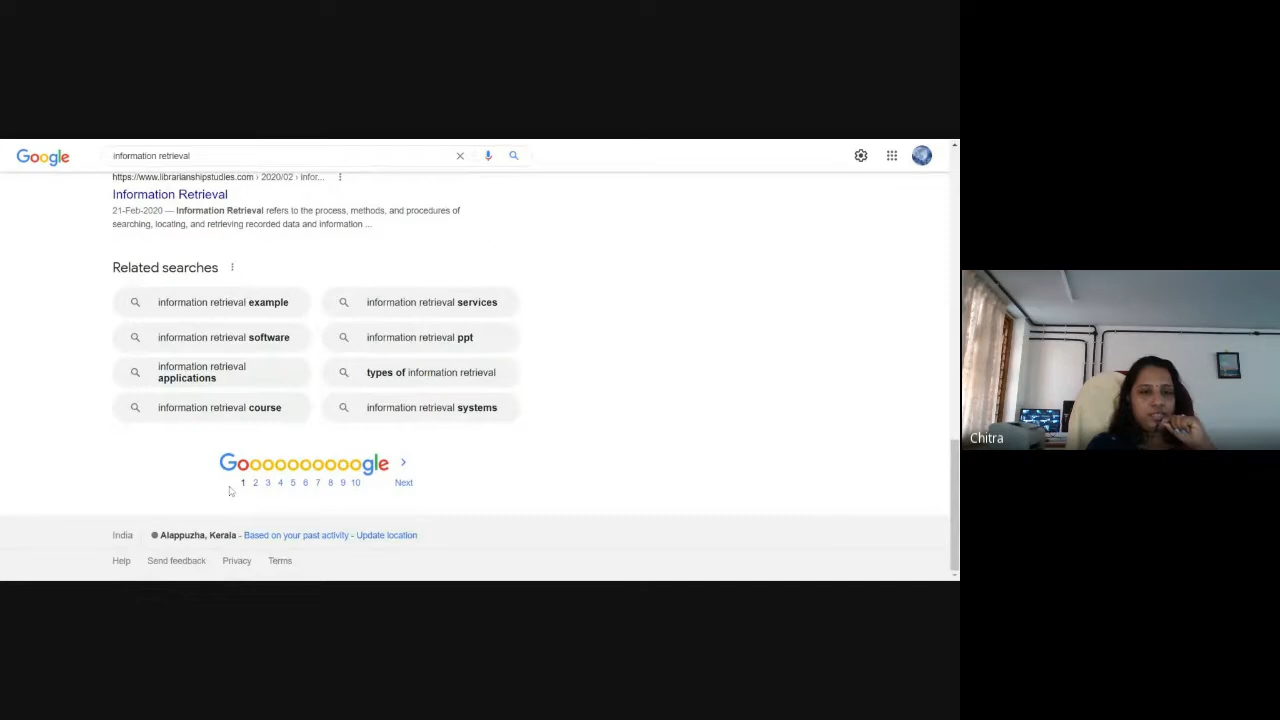 Google
information retrieval
https://www.librarianshipstudies.com › 2020/02 › Infor...
Information Retrieval
21-Feb-2020 — Information Retrieval refers to the process, methods, and procedures of
searching, locating, and retrieving recorded data and information ...
Related searches
information retrieval example
information retrieval services
information retrieval software
information retrieval ppt
information retrieval
applications
types of information retrieval
information retrieval course
information retrieval systems
Goooooooooogle >
1 2 3 4 5 6 7 8 9 10 Next
India Alappuzha, Kerala - Based on your past activity - Update location
Help Send feedback Privacy Terms
Chitra